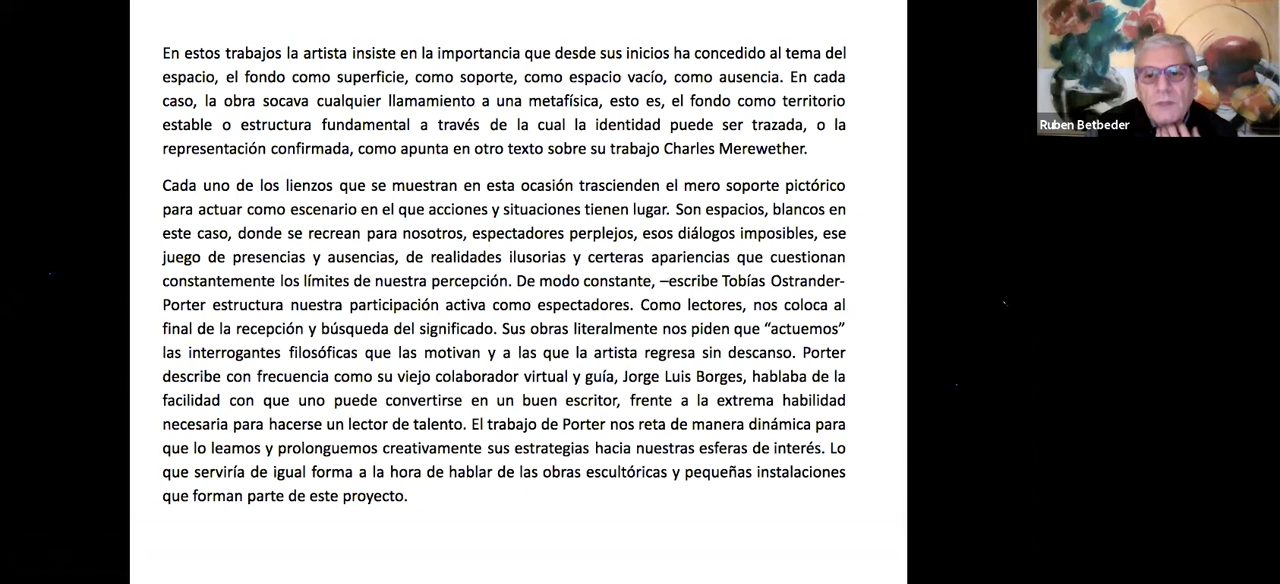 En estos trabajos la artista insiste en la importancia que desde sus inicios ha concedido al tema del
espacio, el fondo como superficie, como soporte, como espacio vacío, como ausencia. En cada
caso, la obra socava cualquier llamamiento a una metafísica, esto es, el fondo como territorio
estable o estructura fundamental a través de la cual la identidad puede ser trazada, o la
representación confirmada, como apunta en otro texto sobre su trabajo Charles Merewether.
Cada uno de los lienzos que se muestran en esta ocasión trascienden el mero soporte pictórico
para actuar como escenario en el que acciones y situaciones tienen lugar. Son espacios, blancos en
este caso, donde se recrean para nosotros, espectadores perplejos, esos diálogos imposibles, ese
juego de presencias y ausencias, de realidades ilusorias y certeras apariencias que cuestionan
constantemente los límites de nuestra percepción. De modo constante, –escribe Tobías Ostrander-
Porter estructura nuestra participación activa como espectadores. Como lectores, nos coloca al
final de la recepción y búsqueda del significado. Sus obras literalmente nos piden que “actuemos”
las interrogantes filosóficas que las motivan y a las que la artista regresa sin descanso. Porter
describe con frecuencia como su viejo colaborador virtual y guía, Jorge Luis Borges, hablaba de la
facilidad con que uno puede convertirse en un buen escritor, frente a la extrema habilidad
necesaria para hacerse un lector de talento. El trabajo de Porter nos reta de manera dinámica para
que lo leamos y prolonguemos creativamente sus estrategias hacia nuestras esferas de interés. Lo
que serviría de igual forma a la hora de hablar de las obras escultóricas y pequeñas instalaciones
que forman parte de este proyecto.
Ruben Betbeder